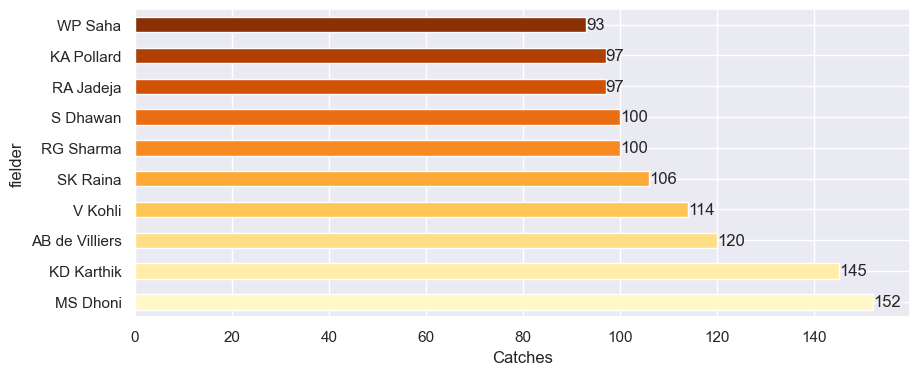 WP Saha 93
KA Pollard 97
RA Jadeja 97
S Dhawan 100
RG Sharma 100
SK Raina 106
V Kohli 114
AB de Villiers 120
KD Karthik 145
MS Dhoni 152
fielder
0 20 40 60 80 100 120 140
Catches